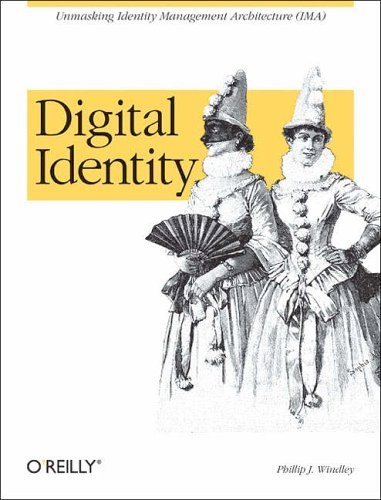 Unmasking Identity Management Architecture (IMA)
Digital
Identity
O'REILLY®
Phillip J. Windley